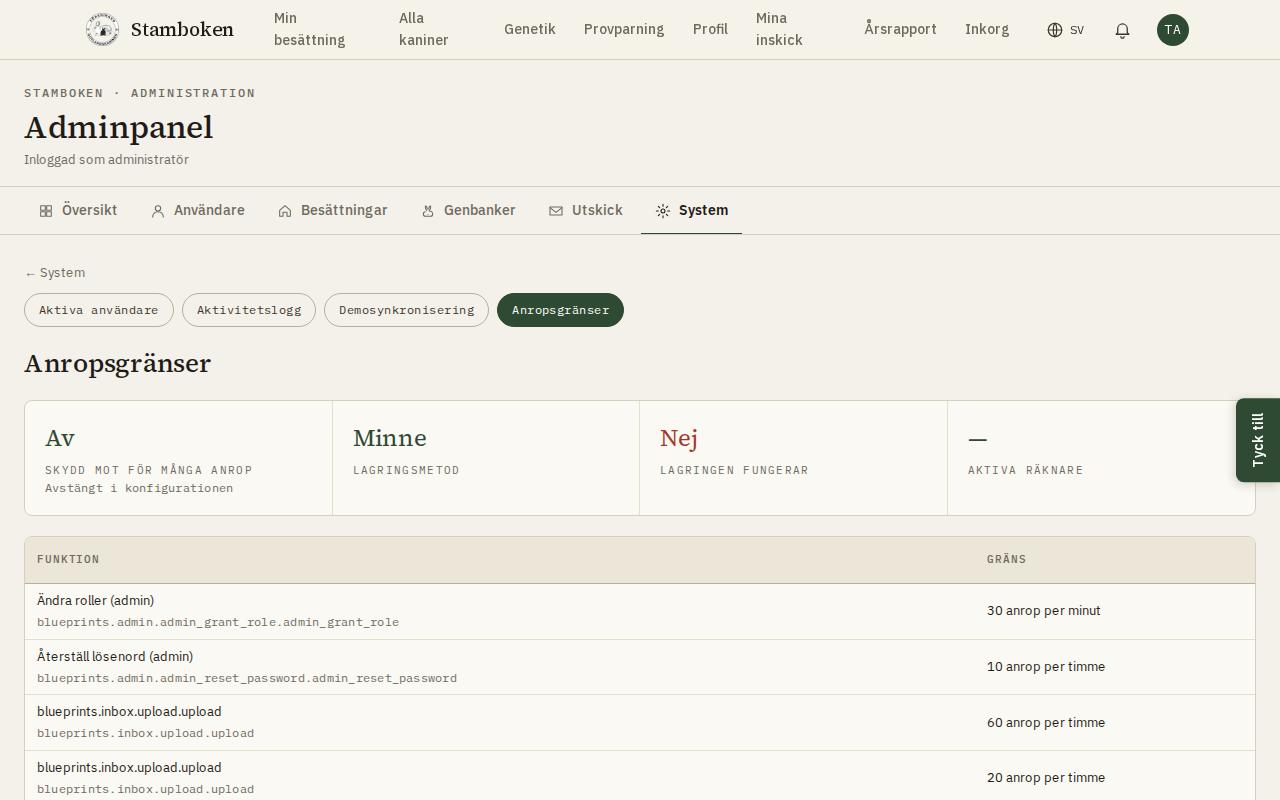 Stamboken
Min besättning
Alla kaniner
Genetik
Provparning
Profil
Mina inskick
Årsrapport
Inkorg
SV
TA
STAMBOKEN · ADMINISTRATION
Adminpanel
Inloggad som administratör
Översikt
Användare
Besättningar
Genbanker
Utskick
System
← System
Aktiva användare
Aktivitetslogg
Demosynkronisering
Anropsgränser
Anropsgränser
Av
SKYDD MOT FÖR MÅNGA ANROP
Avstängt i konfigurationen
Minne
LAGRINGSMETOD
Nej
LAGRINGEN FUNGERAR
—
AKTIVA RÄKNARE
Tyck till
FUNKTION
GRÄNS
Ändra roller (admin)
blueprints.admin.admin_grant_role.admin_grant_role
30 anrop per minut
Återställ lösenord (admin)
blueprints.admin.admin_reset_password.admin_reset_password
10 anrop per timme
blueprints.inbox.upload.upload
blueprints.inbox.upload.upload
60 anrop per timme
blueprints.inbox.upload.upload
blueprints.inbox.upload.upload
20 anrop per timme